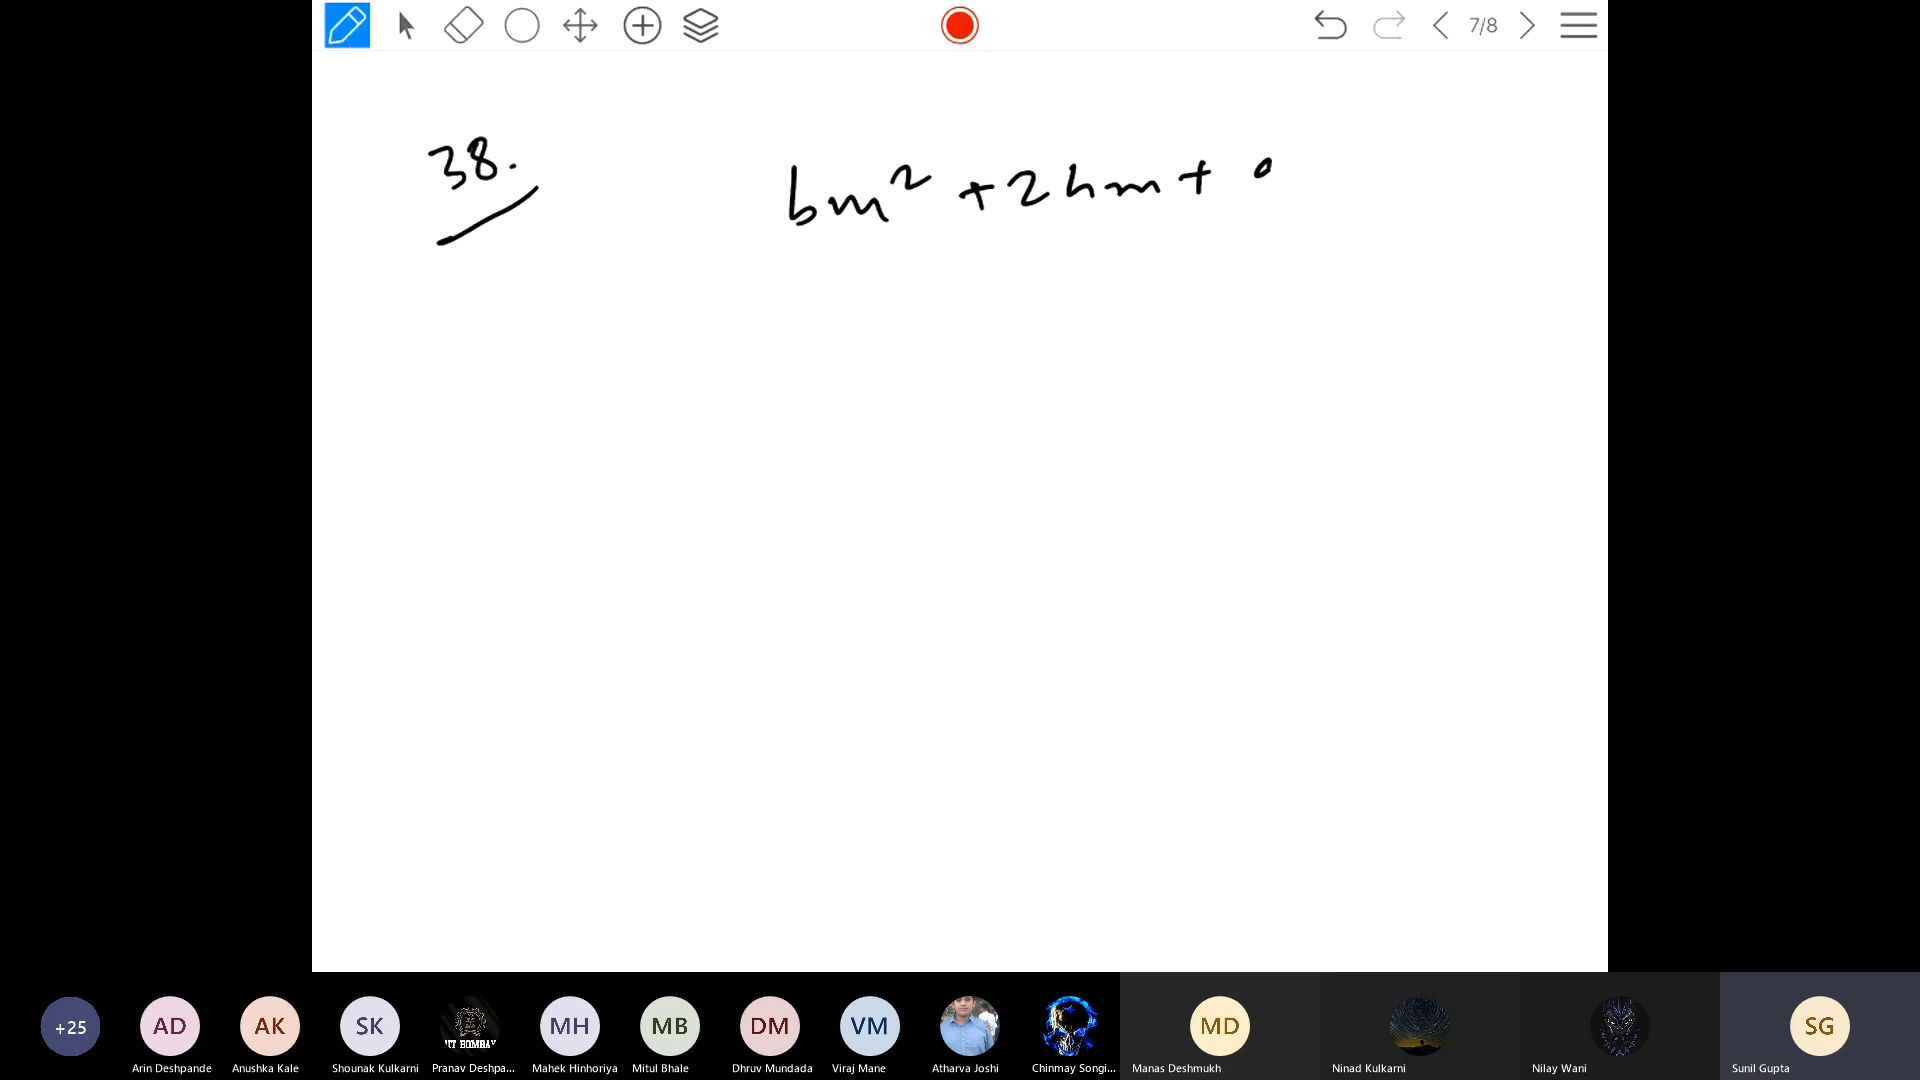 7/8
38.
bm² + 2hm +
+25
AD
AK
SK
IT BOMBAY
MH
MB
DM
VM
MD
SG
Arin Deshpande
Anushka Kale
Shounak Kulkarni
Pranav Deshpa...
Mahek Hinhoriya
Mitul Bhale
Dhruv Mundada
Viraj Mane
Atharva Joshi
Chinmay Songi...
Manas Deshmukh
Ninad Kulkarni
Nilay Wani
Sunil Gupta